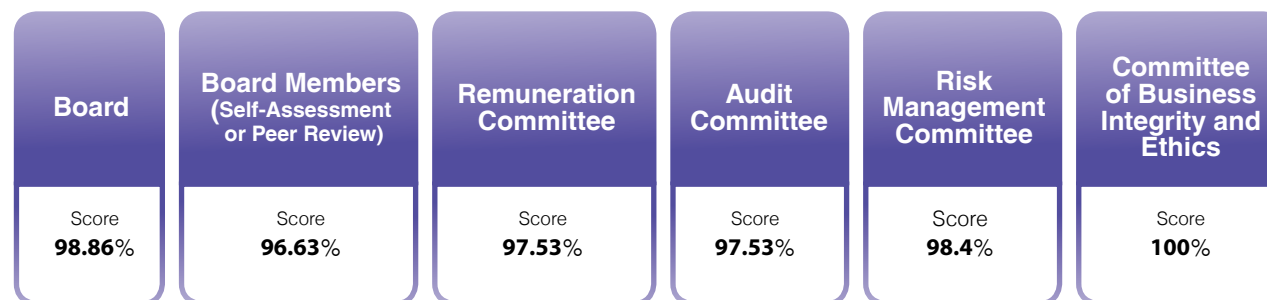 Board
Score
98.86%
Board Members
(Self-Assessment
or Peer Review)
Score
96.63%
Remuneration
Committee
Score
97.53%
Audit
Committee
Score
97.53%
Risk
Management
Committee
Score
98.4%
Committee
of Business
Integrity and
Ethics
Score
100%